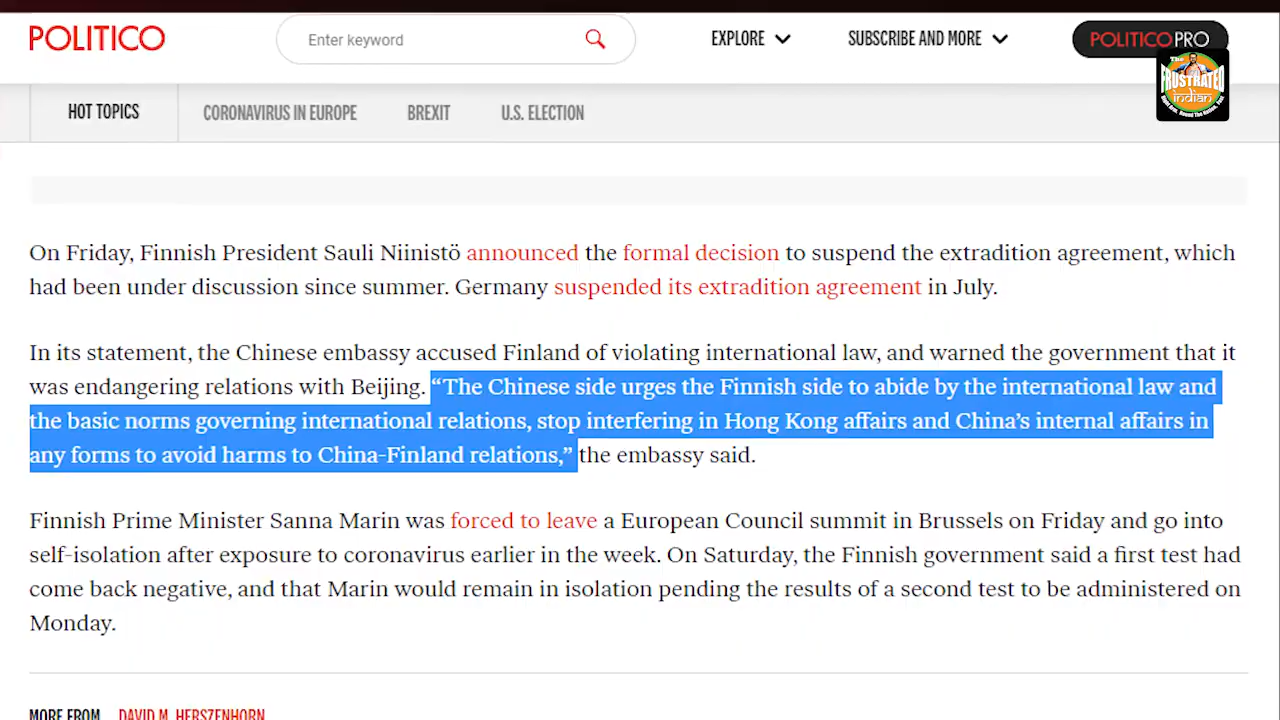 POLITICO
Enter keyword
EXPLORE
SUBSCRIBE AND MORE
POLITICOPRO
The
FRUSTRATED
indian
HOT TOPICS
CORONAVIRUS IN EUROPE
BREXIT
U.S. ELECTION
On Friday, Finnish President Sauli Niinistö announced the formal decision to suspend the extradition agreement, which
had been under discussion since summer. Germany suspended its extradition agreement in July.
In its statement, the Chinese embassy accused Finland of violating international law, and warned the government that it
was endangering relations with Beijing. “The Chinese side urges the Finnish side to abide by the international law and
the basic norms governing international relations, stop interfering in Hong Kong affairs and China’s internal affairs in
any forms to avoid harms to China-Finland relations,” the embassy said.
Finnish Prime Minister Sanna Marin was forced to leave a European Council summit in Brussels on Friday and go into
self-isolation after exposure to coronavirus earlier in the week. On Saturday, the Finnish government said a first test had
come back negative, and that Marin would remain in isolation pending the results of a second test to be administered on
Monday.
MORE FROM DAVID M. HERSZENHORN